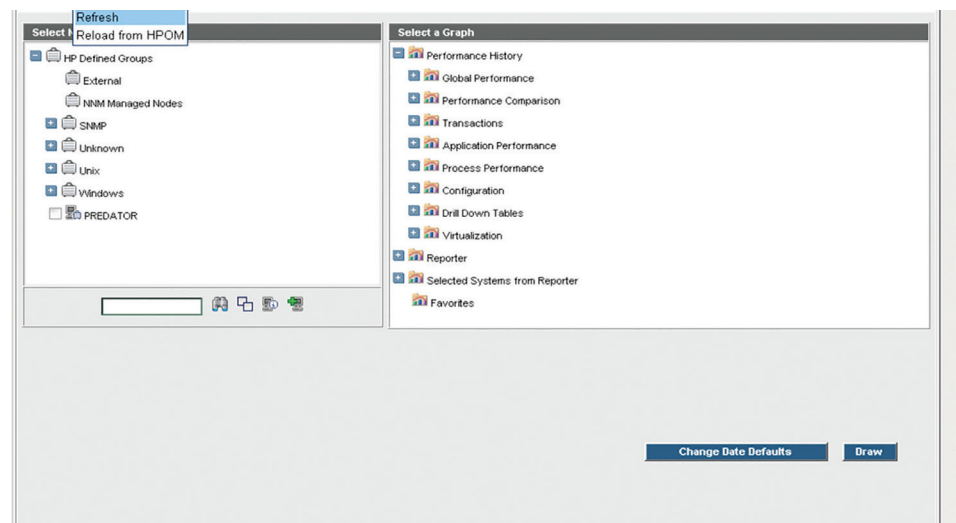 Refresh
Reload from HPOM
Select
HP Defined Groups
External
NNM Managed Nodes
SNMP
Unknown
Unix
Windows
PREDATOR
Select a Graph
Performance History
Global Performance
Performance Comparison
Transactions
Application Performance
Process Performance
Configuration
Drill Down Tables
Virtualization
Reporter
Selected Systems from Reporter
Favorites
Change Date Defaults
Draw